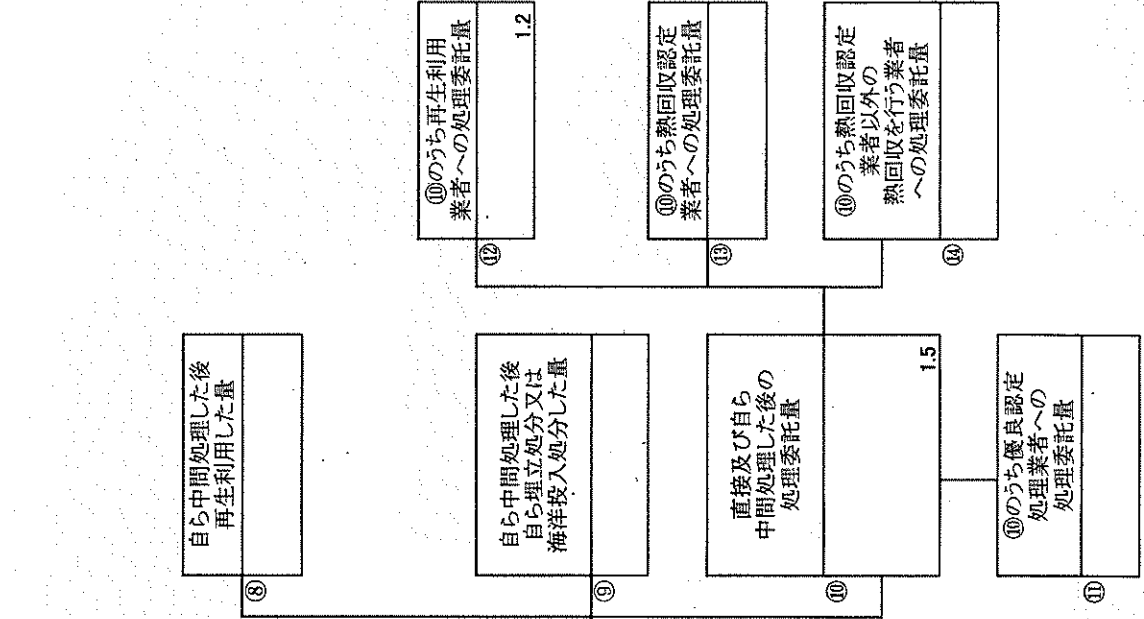 ⑧
自ら中間処理した後
再生利用した量
⑨
自ら中間処理した後
自ら埋立処分又は
海洋投入処分した量
⑩
直接及び自ら
中間処理した後の
処理委託量
1.5
⑪
⑩のうち優良認定
処理業者への
処理委託量
⑫
⑩のうち再生利用
業者への処理委託量
1.2
⑬
⑩のうち熱回収認定
業者への処理委託量
⑭
⑩のうち熱回収認定
業者以外の
熱回収を行う業者
への処理委託量